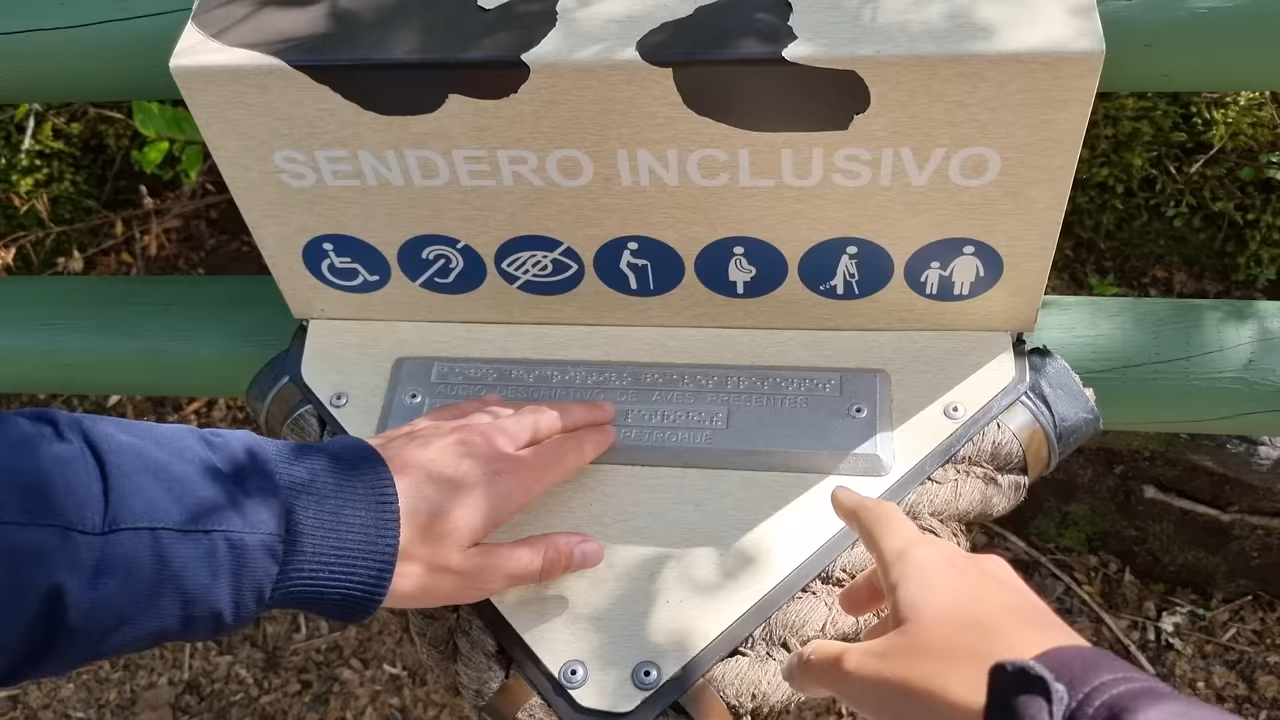 SENDERO INCLUSIVO
AUDIO DESCRIPTIVO DE AVES PRESENTES
PETROHUÉ